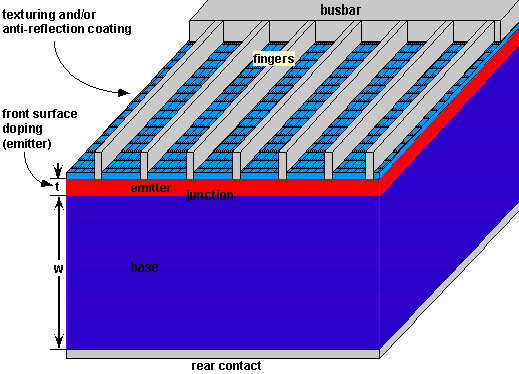 texturing and/or
anti-reflection coating
busbar
fingers
front surface
doping
(emitter)
t
emitter
junction
w
base
rear contact